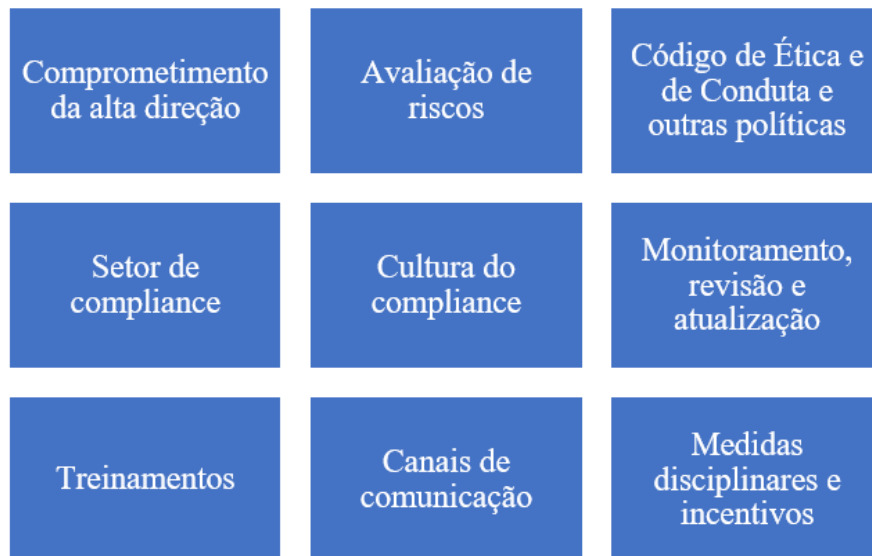 Comprometimento
da alta direção
Avaliação de
riscos
Código de Ética e
de Conduta e
outras políticas
Setor de
compliance
Cultura do
compliance
Monitoramento,
revisão e
atualização
Treinamentos
Canais de
comunicação
Medidas
disciplinares e
incentivos